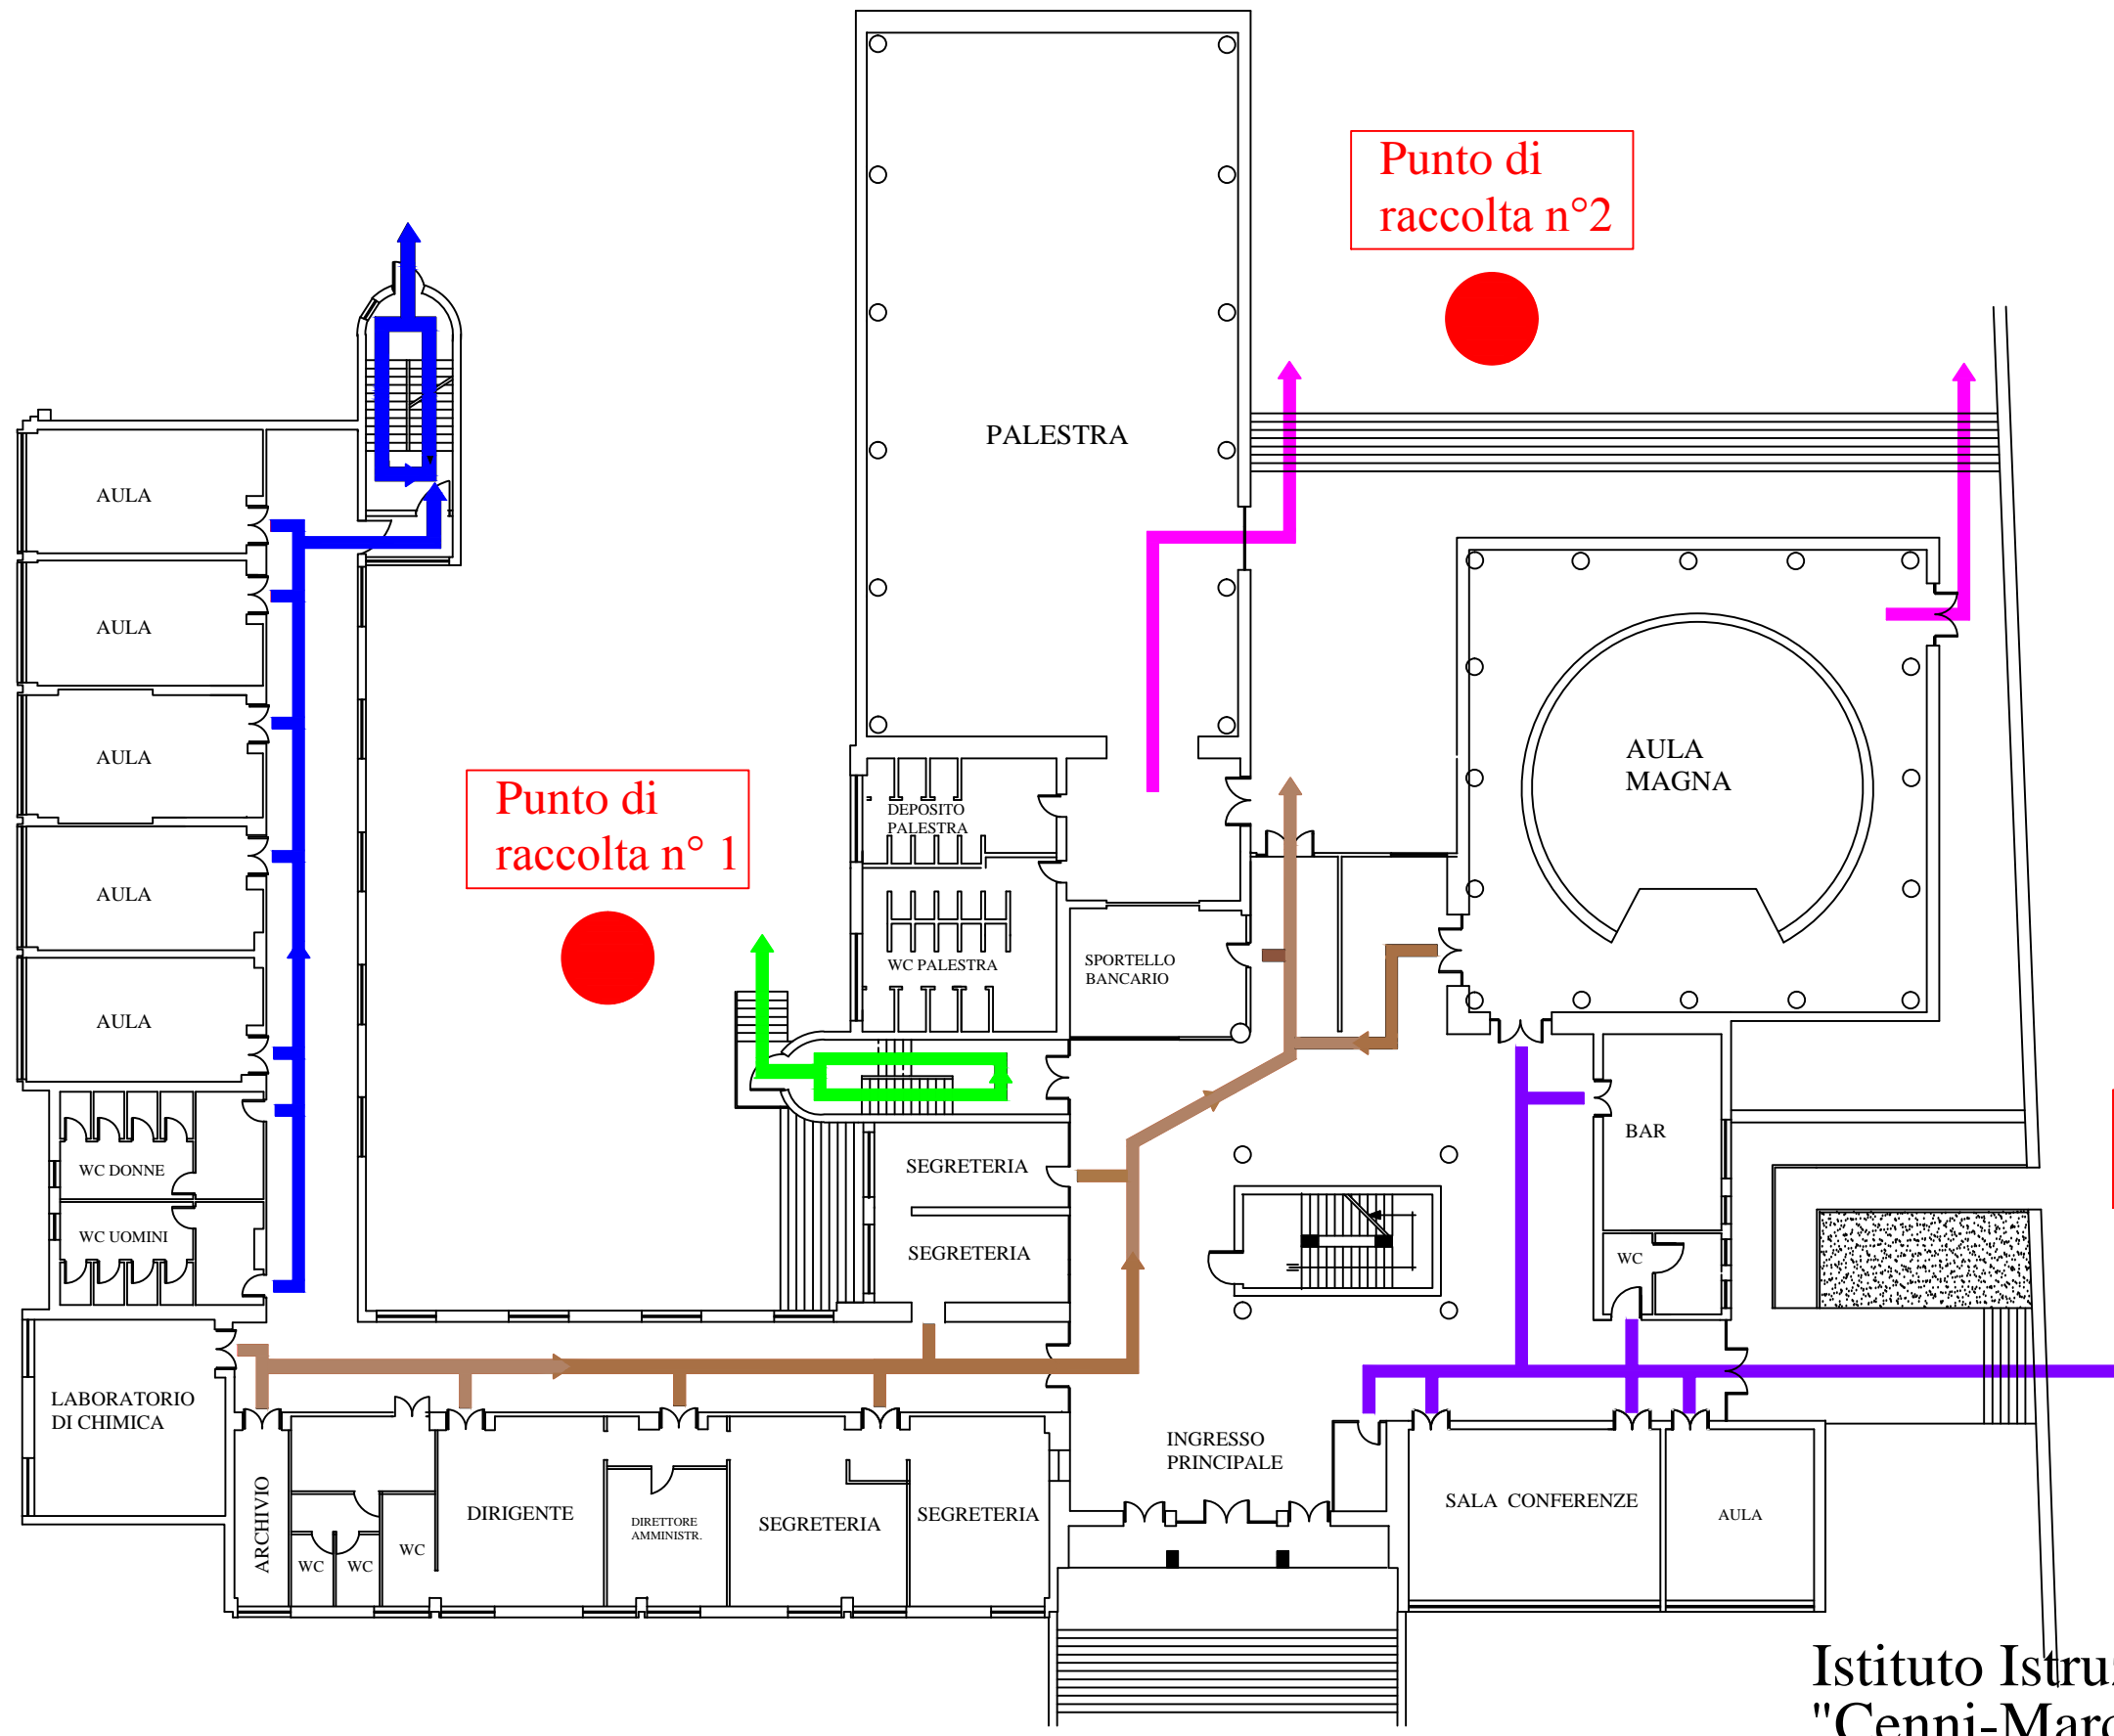 Punto di
raccolta n°2
PALESTRA
AULA
AULA
AULA
AULA
AULA
Punto di
raccolta n° 1
AULA
MAGNA
DEPOSITO
PALESTRA
WC PALESTRA
SPORTELLO
BANCARIO
BAR
WC
WC DONNE
WC UOMINI
SEGRETERIA
SEGRETERIA
LABORATORIO
DI CHIMICA
ARCHIVIO
WC
WC
WC
DIRIGENTE
DIRETTORE
AMMINISTR.
SEGRETERIA
SEGRETERIA
INGRESSO
PRINCIPALE
SALA CONFERENZE
AULA
Istituto Istru
"Cenni-Marc